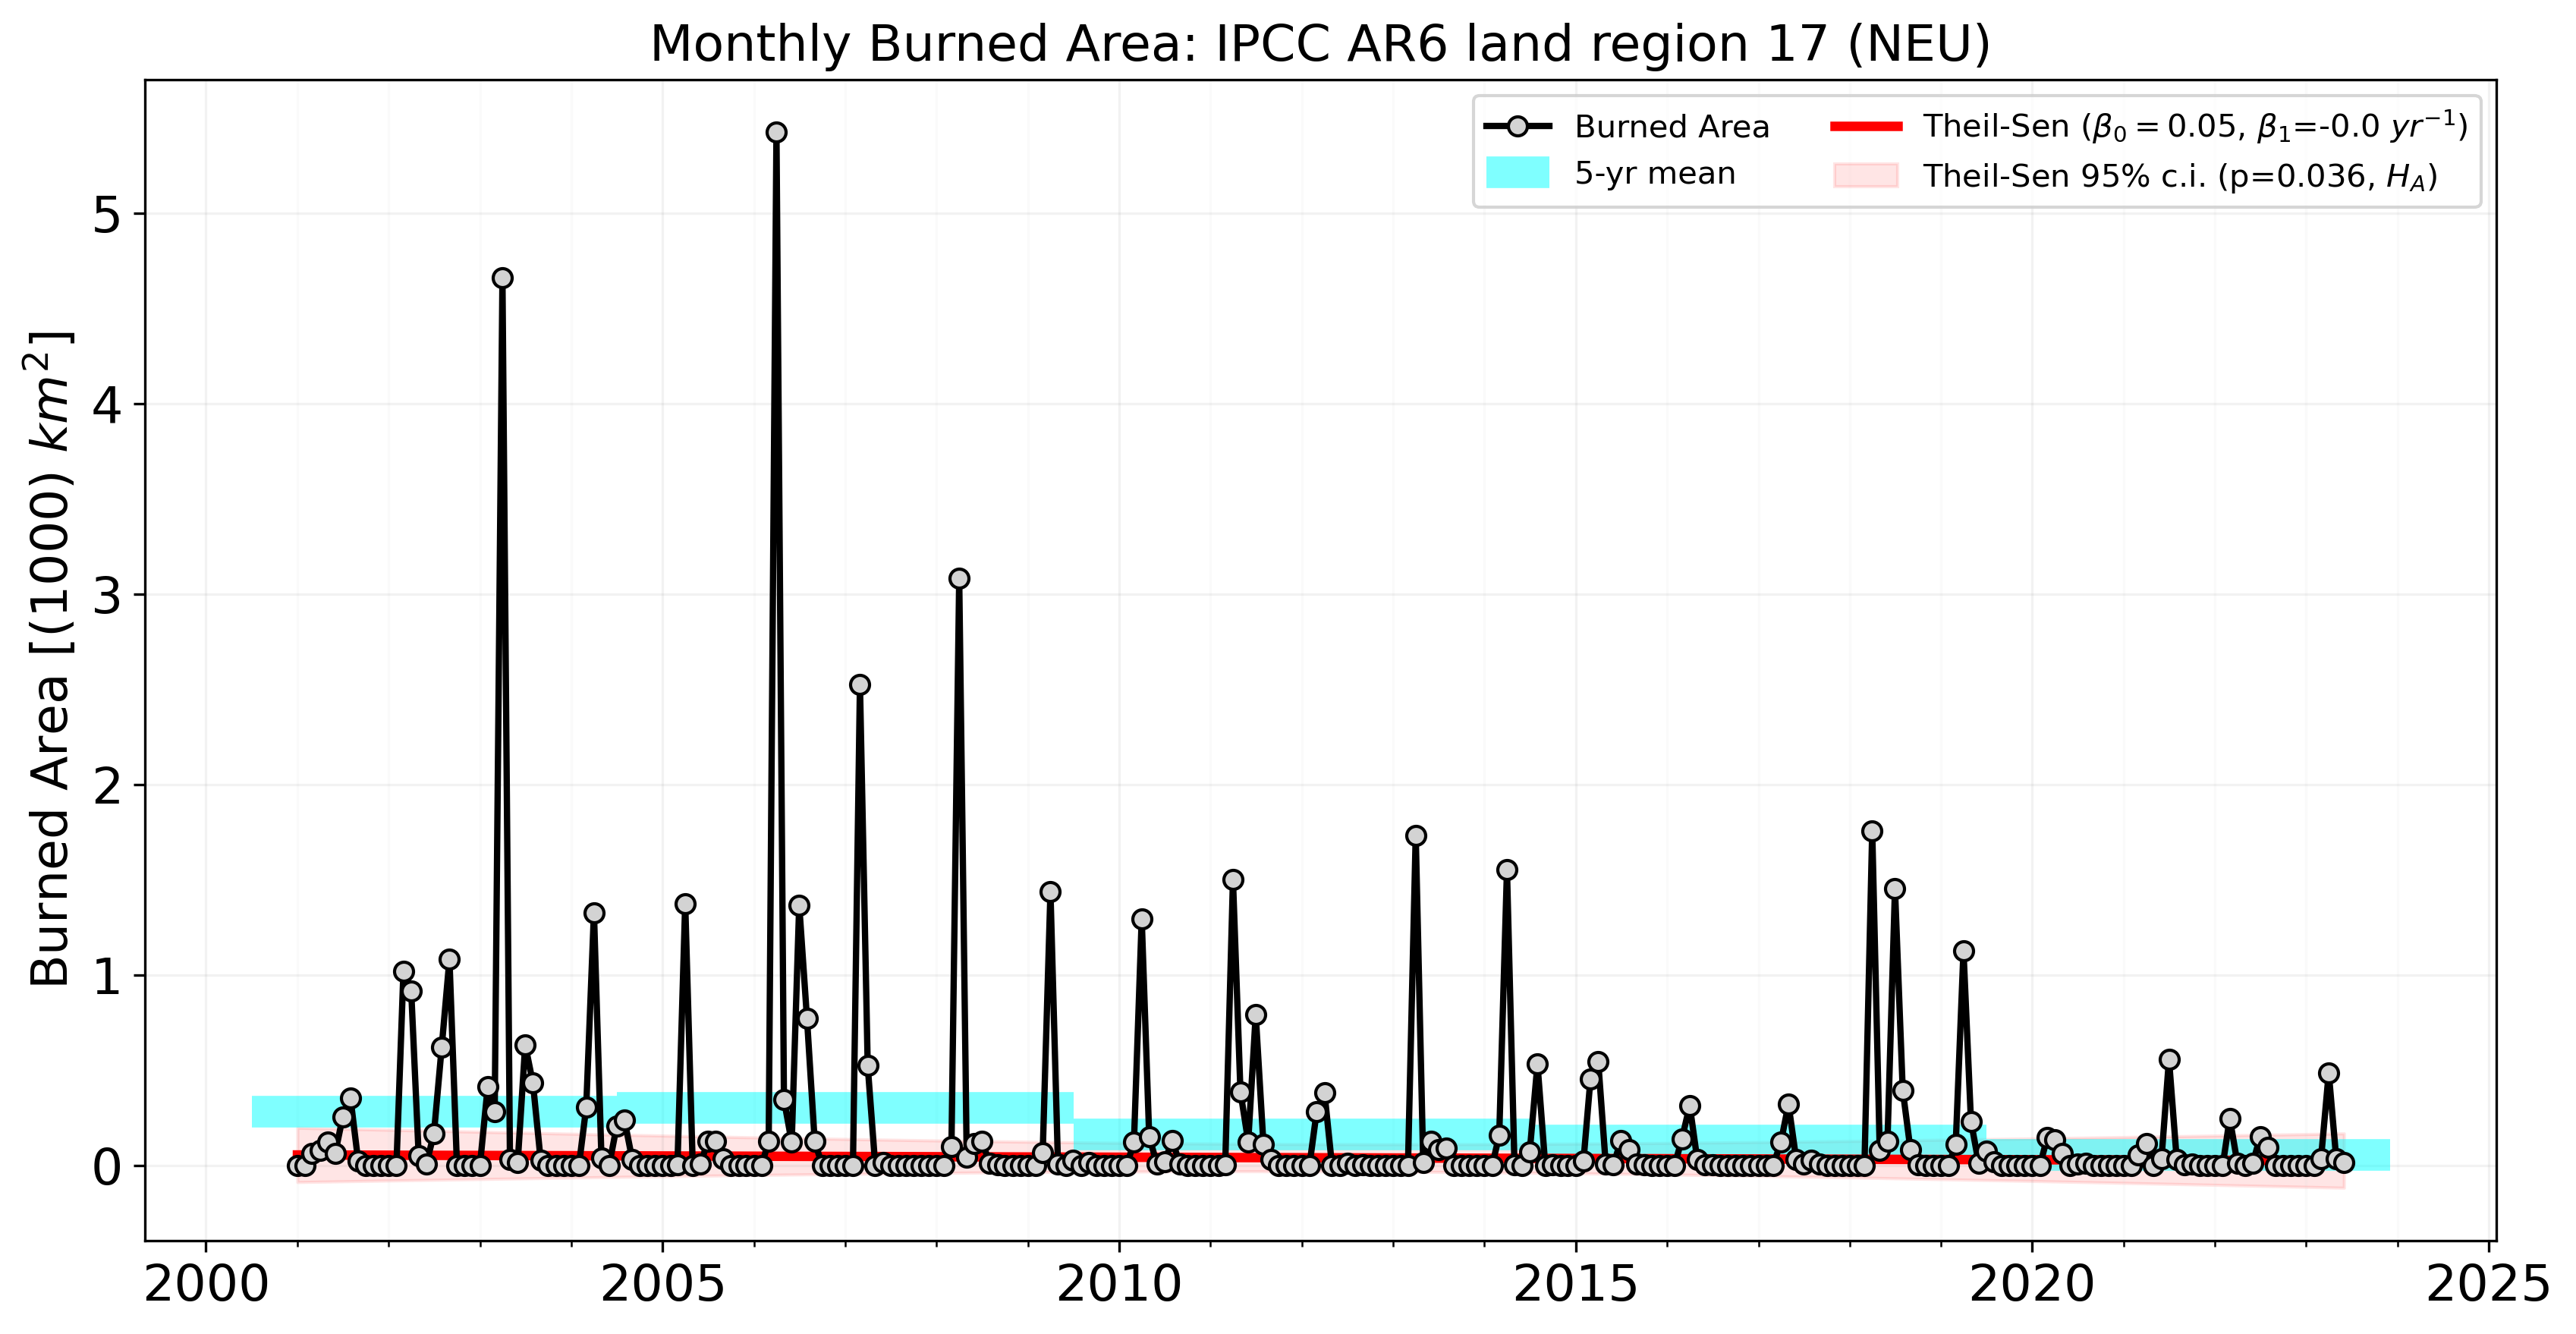 Monthly Burned Area: IPCC AR6 land region 17 (NEU)
Burned Area
5-yr mean
Theil-Sen (β₀ = 0.05, β₁=-0.0 yr⁻¹)
Theil-Sen 95% c.i. (p=0.036, H_A)
Burned Area [(1000) km²]
5
4
3
2
1
0
2000 2005 2010 2015 2020 2025